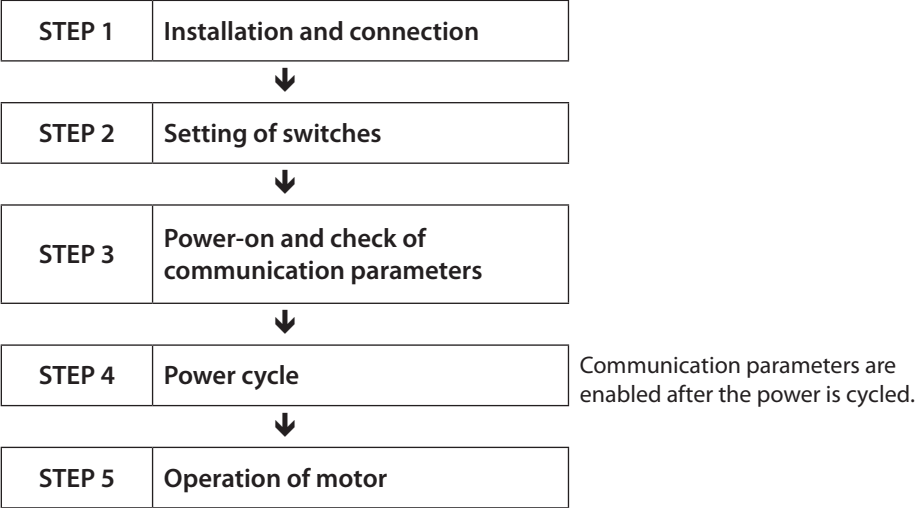 STEP 1 Installation and connection
STEP 2 Setting of switches
STEP 3 Power-on and check of
communication parameters
STEP 4 Power cycle
Communication parameters are
enabled after the power is cycled.
STEP 5 Operation of motor